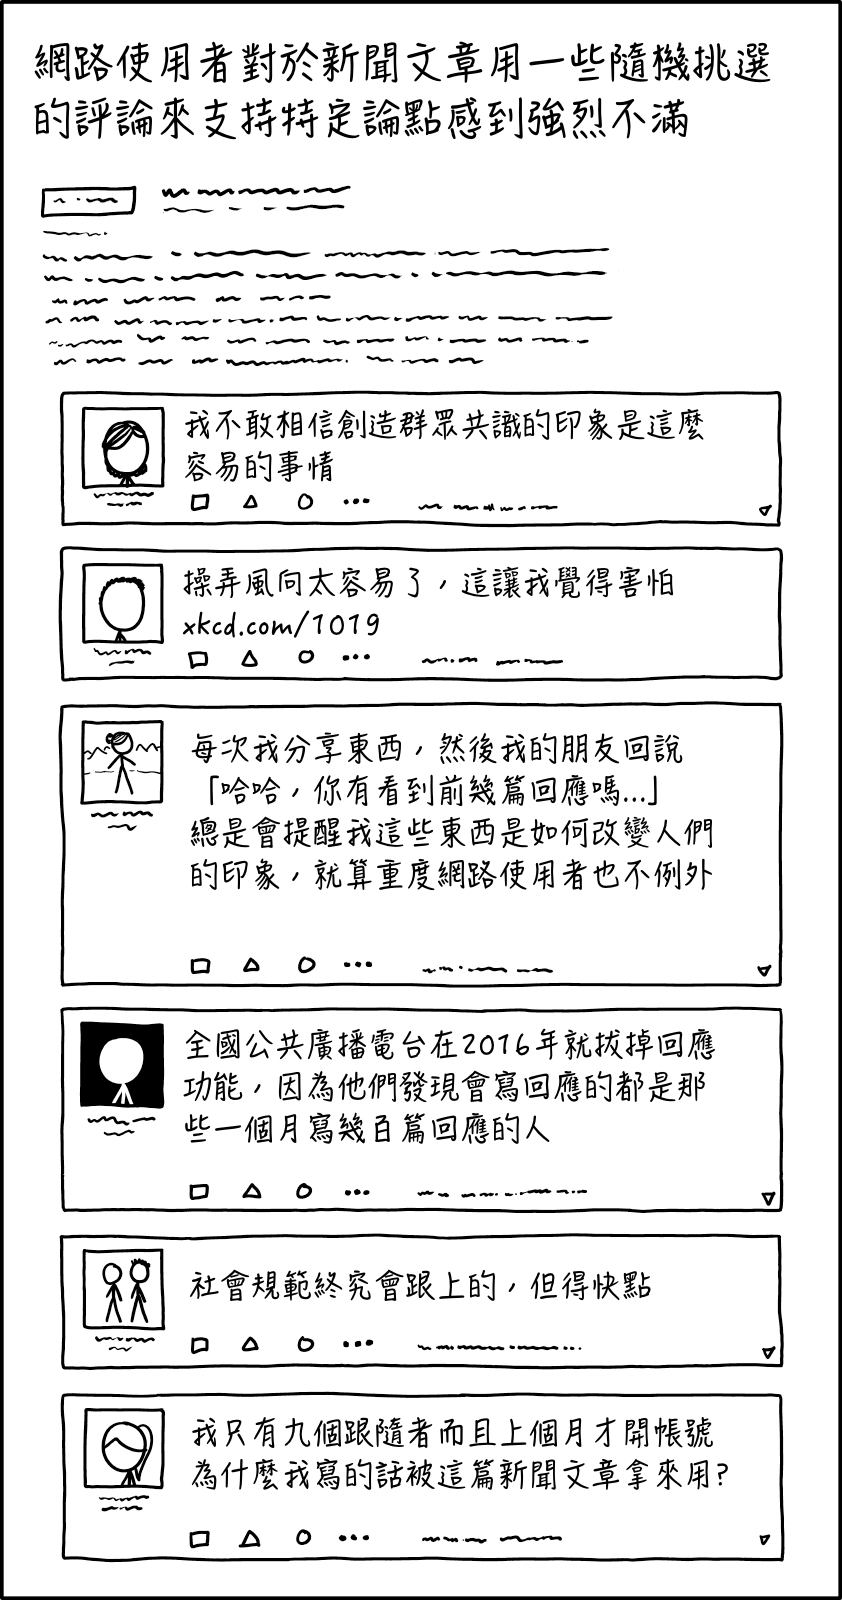 網路使用者對於新聞文章用一些隨機挑選
的評論來支持特定論點感到強烈不滿
我不敢相信創造群眾共識的印象是這麼
容易的事情
操弄風向太容易了，這讓我覺得害怕
xkcd.com/1019
每次我分享東西，然後我的朋友回說
「哈哈，你有看到前幾篇回應嗎...」
總是會提醒我這些東西是如何改變人們
的印象，就算重度網路使用者也不例外
全國公共廣播電台在2016年就拔掉回應
功能，因為他們發現會寫回應的都是那
些一個月寫幾百篇回應的人
社會規範終究會跟上的，但得快點
我只有九個跟隨者而且上個月才開帳號
為什麼我寫的話被這篇新聞文章拿來用?